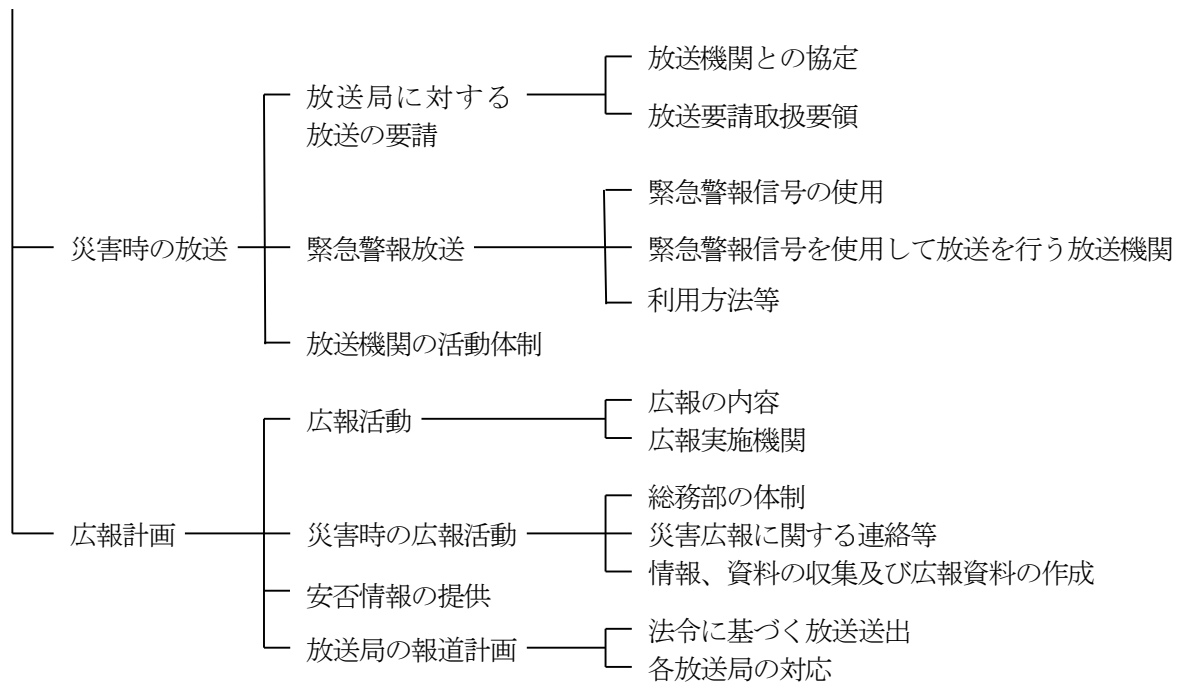 放送機関との協定
放送局に対する
放送の要請
放送要請取扱要領
緊急警報信号の使用
災害時の放送
緊急警報放送
緊急警報信号を使用して放送を行う放送機関
利用方法等
放送機関の活動体制
広報の内容
広報活動
広報実施機関
総務部の体制
広報計画
災害時の広報活動
災害広報に関する連絡等
情報、資料の収集及び広報資料の作成
安否情報の提供
法令に基づく放送送出
放送局の報道計画
各放送局の対応